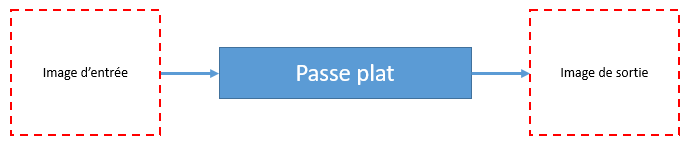 Image d’entrée
Passe plat
Image de sortie